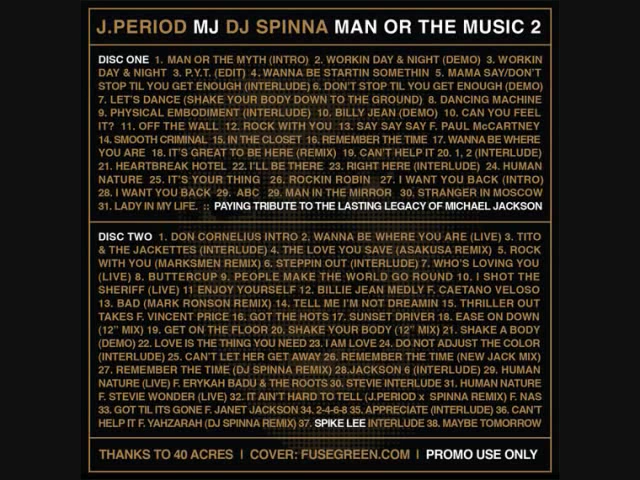 J.PERIOD MJ DJ SPINNA MAN OR THE MUSIC 2
DISC ONE 1. MAN OR THE MYTH (INTRO) 2. WORKIN DAY & NIGHT (DEMO) 3. WORKIN
DAY & NIGHT 3. P.Y.T. (EDIT) 4. WANNA BE STARTIN SOMETHIN 5. MAMA SAY/DON'T
STOP TIL YOU GET ENOUGH (INTERLUDE) 6. DON'T STOP TIL YOU GET ENOUGH (DEMO)
7. LET'S DANCE (SHAKE YOUR BODY DOWN TO THE GROUND) 8. DANCING MACHINE
9. PHYSICAL EMBODIMENT (INTERLUDE) 10. BILLY JEAN (DEMO) 10. CAN YOU FEEL
IT? 11. OFF THE WALL 12. ROCK WITH YOU 13. SAY SAY SAY F. PAUL McCARTNEY
14. SMOOTH CRIMINAL 15. IN THE CLOSET 16. REMEMBER THE TIME 17. WANNA BE WHERE
YOU ARE 18. IT'S GREAT TO BE HERE (REMIX) 19. CAN'T HELP IT 20. 1, 2 (INTERLUDE)
21. HEARTBREAK HOTEL 22. I'LL BE THERE 23. RIGHT HERE (INTERLUDE) 24. HUMAN
NATURE 25. IT'S YOUR THING 26. ROCKIN ROBIN 27. I WANT YOU BACK (INTRO)
28. I WANT YOU BACK 29. ABC 29. MAN IN THE MIRROR 30. STRANGER IN MOSCOW
31. LADY IN MY LIFE. :: PAYING TRIBUTE TO THE LASTING LEGACY OF MICHAEL JACKSON
DISC TWO 1. DON CORNELIUS INTRO 2. WANNA BE WHERE YOU ARE (LIVE) 3. TITO
& THE JACKETTES (INTERLUDE) 4. THE LOVE YOU SAVE (ASAKUSA REMIX) 5. ROCK
WITH YOU (MARKSMEN REMIX) 6. STEPPIN OUT (INTERLUDE) 7. WHO'S LOVING YOU
(LIVE) 8. BUTTERCUP 9. PEOPLE MAKE THE WORLD GO ROUND 10. I SHOT THE
SHERIFF (LIVE) 11 ENJOY YOURSELF 12. BILLIE JEAN MEDLY F. CAETANO VELOSO
13. BAD (MARK RONSON REMIX) 14. TELL ME I'M NOT DREAMIN 15. THRILLER OUT
TAKES F. VINCENT PRICE 16. GOT THE HOTS 17. SUNSET DRIVER 18. EASE ON DOWN
(12" MIX) 19. GET ON THE FLOOR 20. SHAKE YOUR BODY (12" MIX) 21. SHAKE A BODY
(DEMO) 22. LOVE IS THE THING YOU NEED 23. I AM LOVE 24. DO NOT ADJUST THE COLOR
(INTERLUDE) 25. CAN'T LET HER GET AWAY 26. REMEMBER THE TIME (NEW JACK MIX)
27. REMEMBER THE TIME (DJ SPINNA REMIX) 28.JACKSON 6 (INTERLUDE) 29. HUMAN
NATURE (LIVE) F. ERYKAH BADU & THE ROOTS 30. STEVIE INTERLUDE 31. HUMAN NATURE
F. STEVIE WONDER (LIVE) 32. IT AIN'T HARD TO TELL (J.PERIOD x SPINNA REMIX) F. NAS
33. GOT TIL ITS GONE F. JANET JACKSON 34. 2-4-6-8 35. APPRECIATE (INTERLUDE) 36. CAN'T
HELP IT F. YAHZARAH (DJ SPINNA REMIX) 37. SPIKE LEE INTERLUDE 38. MAYBE TOMORROW
THANKS TO 40 ACRES | COVER: FUSEGREEN.COM | PROMO USE ONLY